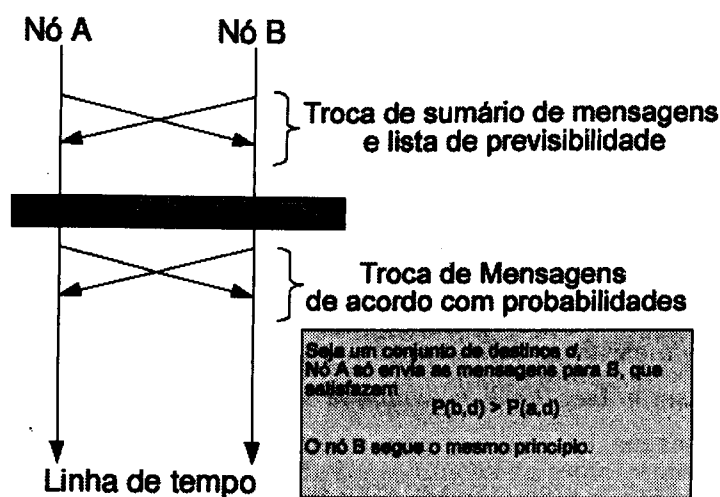 Nó A
Nó B
Troca de sumário de mensagens
e lista de previsibilidade
Troca de Mensagens
de acordo com probabilidades
Seja um conjunto de destinos d,
Nó A só envia as mensagens para B, que
satisfazem
P(b,d) > P(a,d)
O nó B segue o mesmo princípio.
Linha de tempo